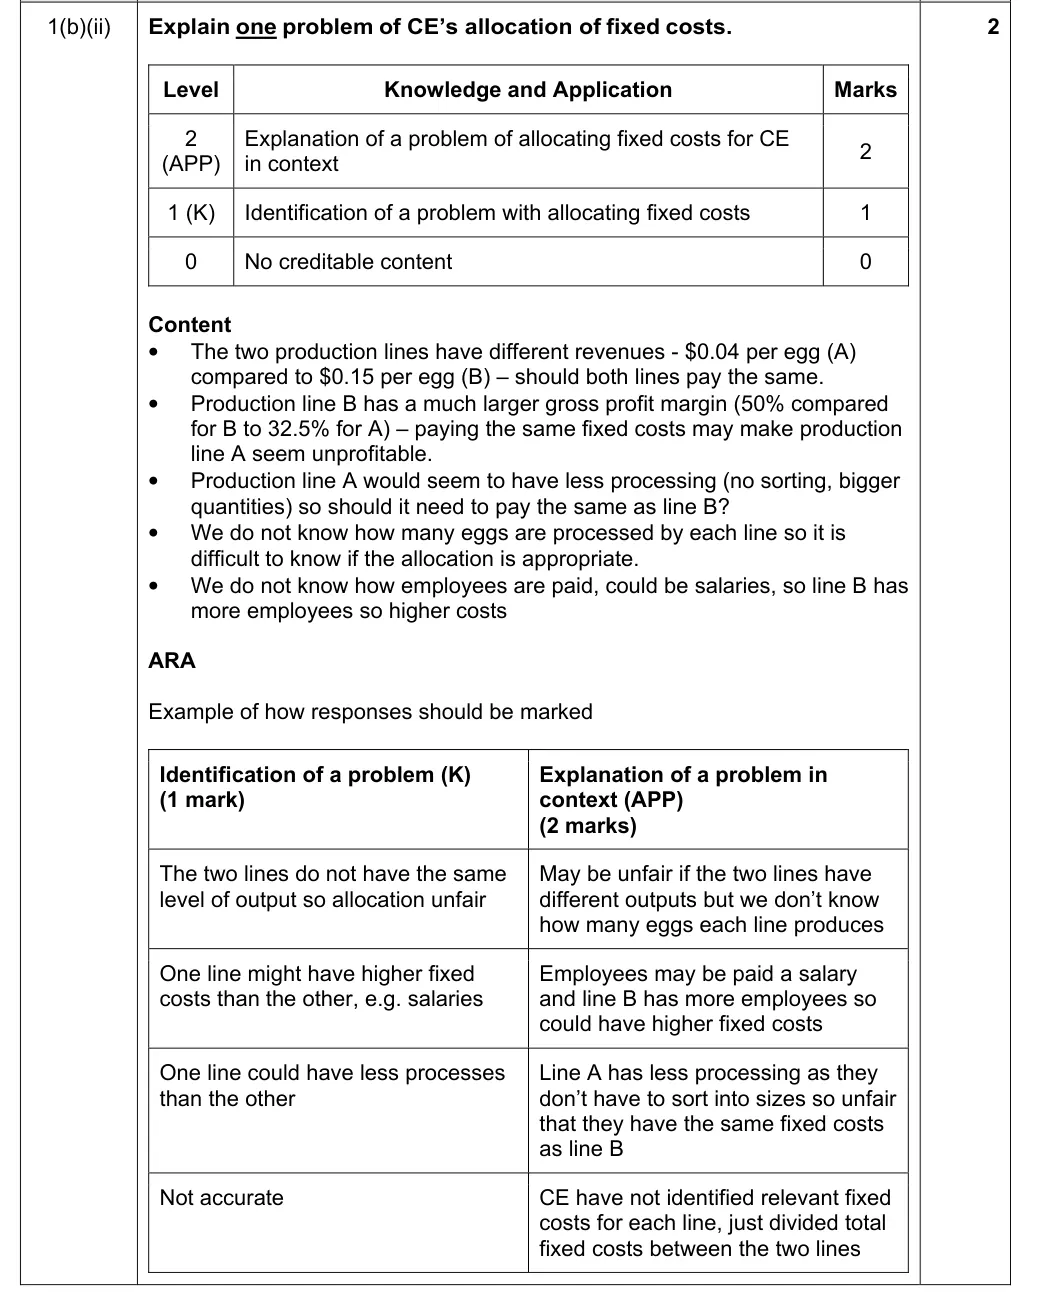 1(b)(ii) Explain one problem of CE's allocation of fixed costs. 2
Level Knowledge and Application Marks
2 (APP) Explanation of a problem of allocating fixed costs for CE in context 2
1 (K) Identification of a problem with allocating fixed costs 1
0 No creditable content 0
Content
• The two production lines have different revenues - $0.04 per egg (A)
compared to $0.15 per egg (B) – should both lines pay the same.
• Production line B has a much larger gross profit margin (50% compared
for B to 32.5% for A) – paying the same fixed costs may make production
line A seem unprofitable.
• Production line A would seem to have less processing (no sorting, bigger
quantities) so should it need to pay the same as line B?
• We do not know how many eggs are processed by each line so it is
difficult to know if the allocation is appropriate.
• We do not know how employees are paid, could be salaries, so line B has
more employees so higher costs
ARA
Example of how responses should be marked
Identification of a problem (K)
(1 mark)
Explanation of a problem in
context (APP)
(2 marks)
The two lines do not have the same
level of output so allocation unfair
May be unfair if the two lines have
different outputs but we don't know
how many eggs each line produces
One line might have higher fixed
costs than the other, e.g. salaries
Employees may be paid a salary
and line B has more employees so
could have higher fixed costs
One line could have less processes
than the other
Line A has less processing as they
don't have to sort into sizes so unfair
that they have the same fixed costs
as line B
Not accurate
CE have not identified relevant fixed
costs for each line, just divided total
fixed costs between the two lines